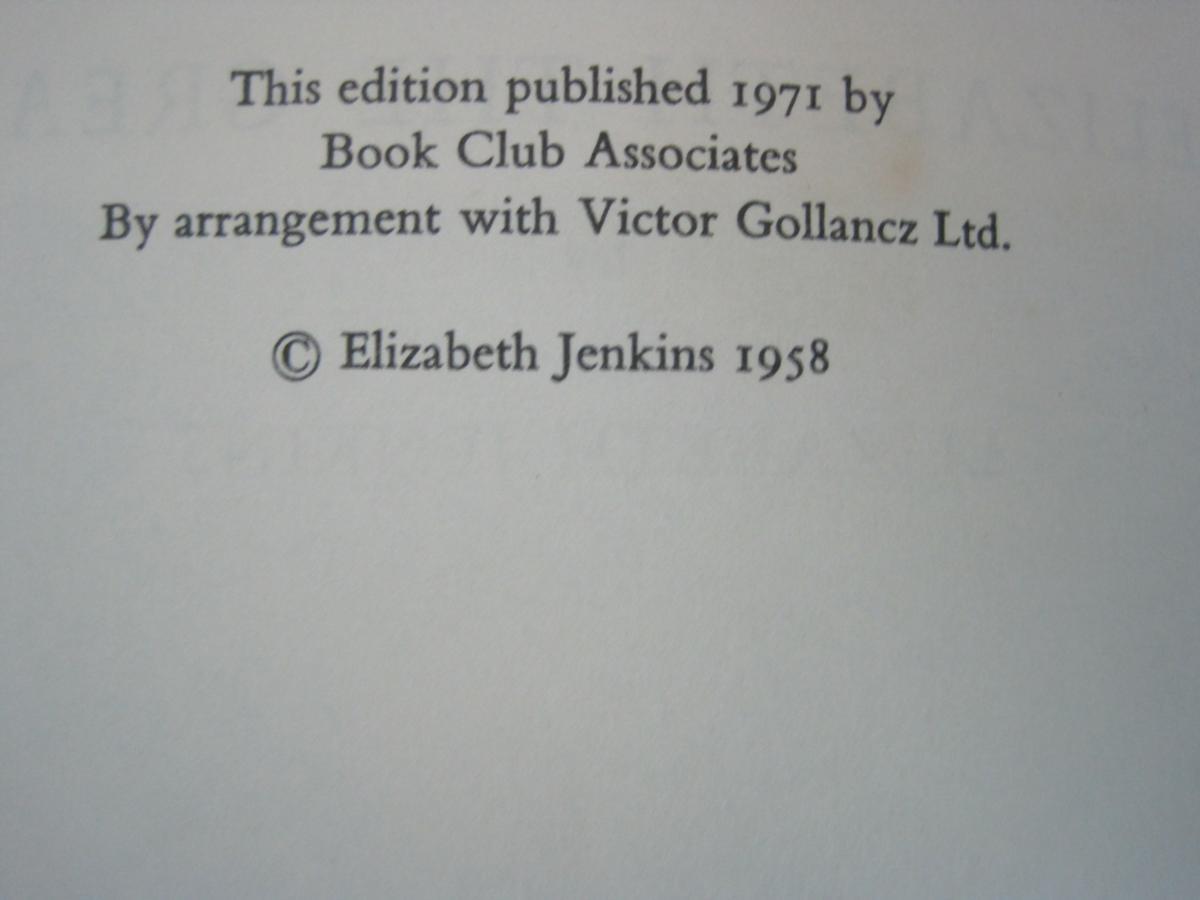 This edition published 1971 by
Book Club Associates
By arrangement with Victor Gollancz Ltd.
© Elizabeth Jenkins 1958